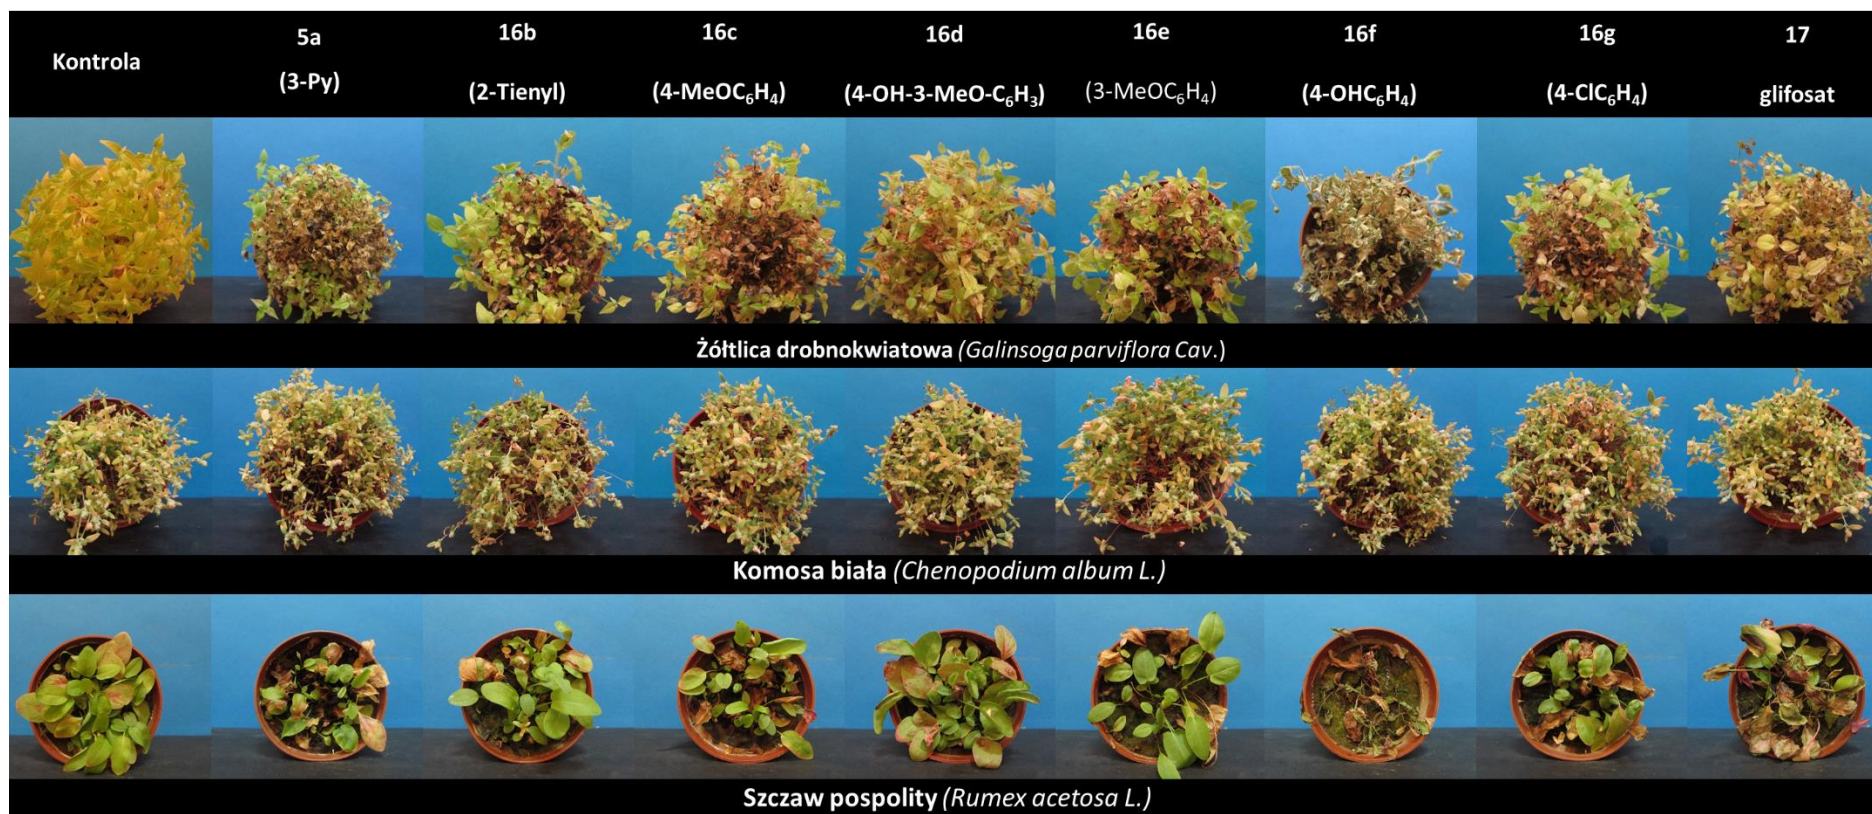 Kontrola 5a 16b 16c 16d 16e 16f 16g 17
(3-Py) (2-Tienyl) (4-MeOC₆H₄) (4-OH-3-MeO-C₆H₃) (3-MeOC₆H₄) (4-OHC₆H₄) (4-ClC₆H₄) glifosat
Żółtlica drobnokwiatowa (Galinsoga parviflora Cav.)
Komosa biała (Chenopodium album L.)
Szczaw pospolity (Rumex acetosa L.)